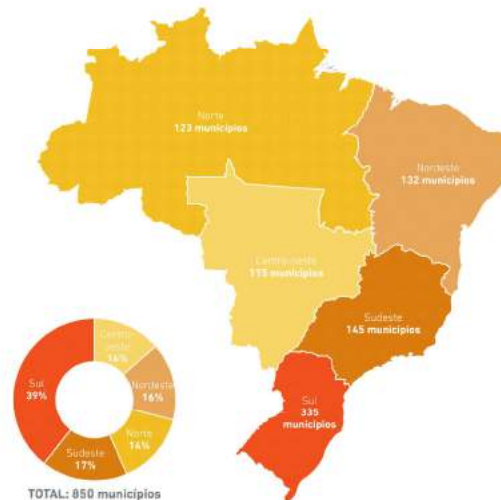 Norte
123 municípios
Nordeste
132 municípios
Centro-oeste
115 municípios
Sudeste
145 municípios
Sul
335
municípios
Centro-
oeste
14%
Nordeste
16%
Norte
14%
Sudeste
17%
Sul
39%
TOTAL: 850 municípios